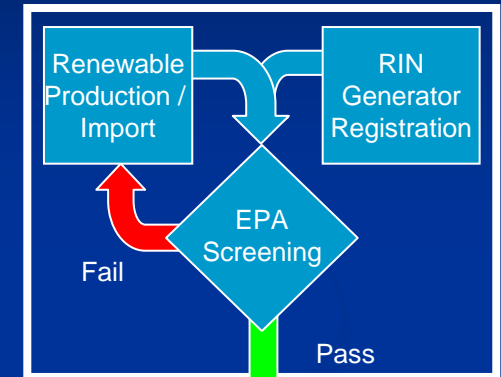 Renewable
Production /
Import
RIN
Generator
Registration
EPA
Screening
Fail
Pass